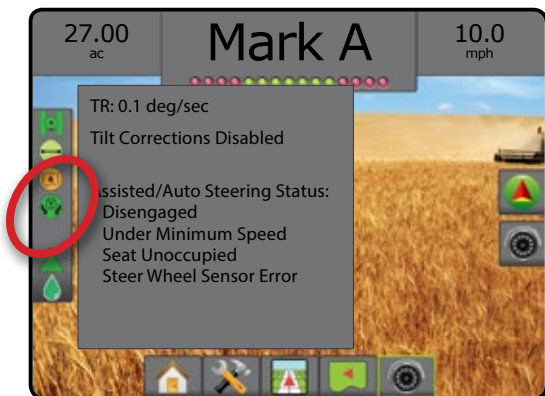 27.00
ac
Mark A
10.0
mph
TR: 0.1 deg/sec
Tilt Corrections Disabled
Assisted/Auto Steering Status:
Disengaged
Under Minimum Speed
Seat Unoccupied
Steer Wheel Sensor Error